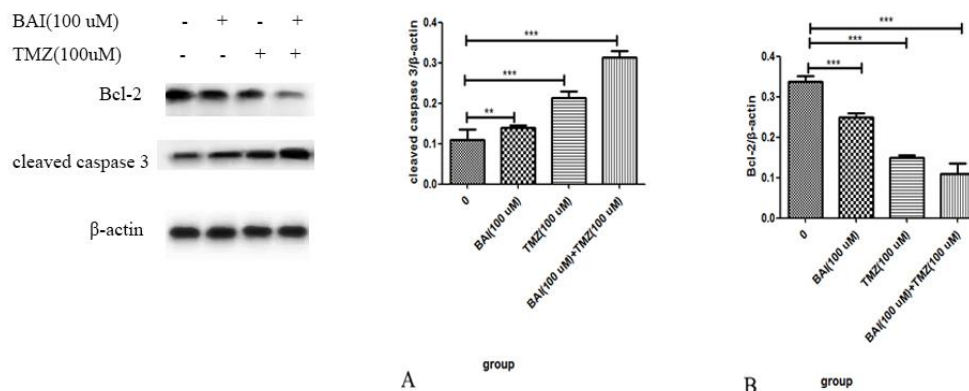 BAI(100 uM) - + - +
TMZ(100uM) - - + +
Bcl-2
cleaved caspase 3
β-actin
cleaved caspase 3/β-actin
0.4
0.3
0.2
0.1
0.0
***
***
**
0
BAI(100 uM)
TMZ(100 uM)
BAI(100 uM)+TMZ(100 uM)
group
A
Bcl-2/β-actin
0.4
0.3
0.2
0.1
0.0
***
***
***
0
BAI(100 uM)
TMZ(100 uM)
BAI(100 uM)+TMZ(100 uM)
group
B